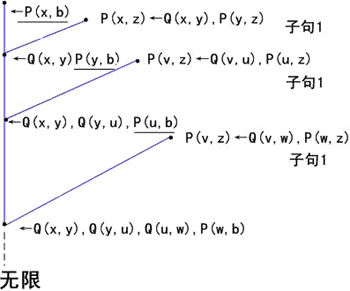 ←P(x,b)
P(x,z)←Q(x,y),P(y,z)
子句1
←Q(x,y)P(y,b)
P(v,z)←Q(v,u),P(u,z)
子句1
←Q(x,y),Q(y,u),P(u,b)
P(v,z)←Q(v,w),P(w,z)
子句1
←Q(x,y),Q(y,u),Q(u,w),P(w,b)
无限